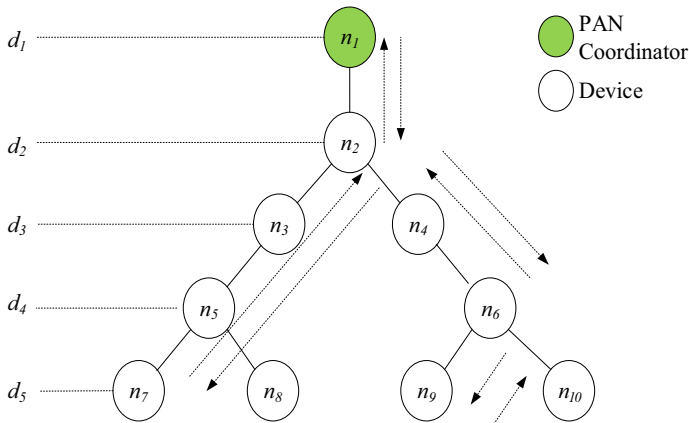 d1
n1
PAN
Coordinator
Device
d2
n2
d3
n3
n4
d4
n5
n6
d5
n7
n8
n9
n10